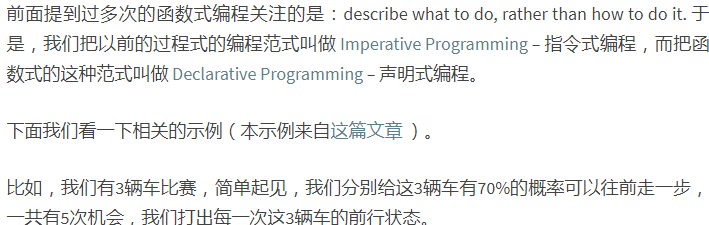 前面提到过多次的函数式编程关注的是：describe what to do, rather than how to do it. 于
是，我们把以前的过程式的编程范式叫做 Imperative Programming – 指令式编程，而把函
数式的这种范式叫做 Declarative Programming – 声明式编程。
下面我们看一下相关的示例（本示例来自这篇文章 ）。
比如，我们有3辆车比赛，简单起见，我们分别给这3辆车有70%的概率可以往前走一步，
一共有5次机会，我们打出每一次这3辆车的前行状态。